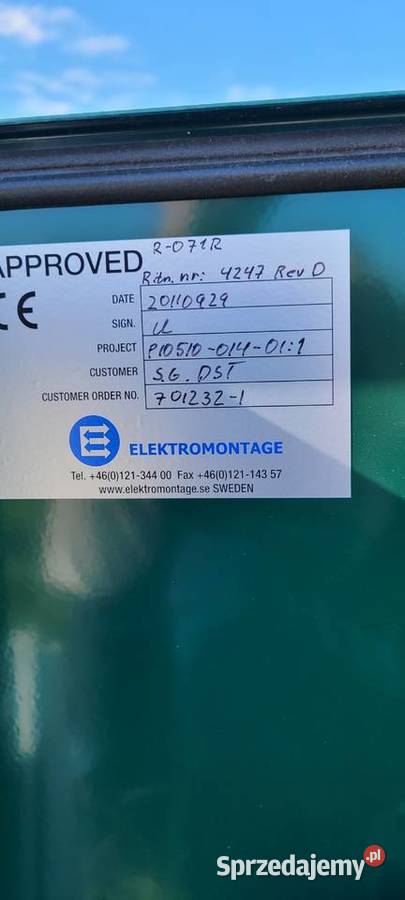 R-071R
APPROVED
Ritn. nr: 4247 Rev D
CE
DATE 20110929
SIGN.
PROJECT P10510-014-01:1
CUSTOMER S.G. DST
CUSTOMER ORDER NO. 701232-1
E ELEKTROMONTAGE
Tel. +46(0)121-344 00 Fax +46(0)121-143 57
www.elektromontage.se SWEDEN
Sprzedajemy.pl